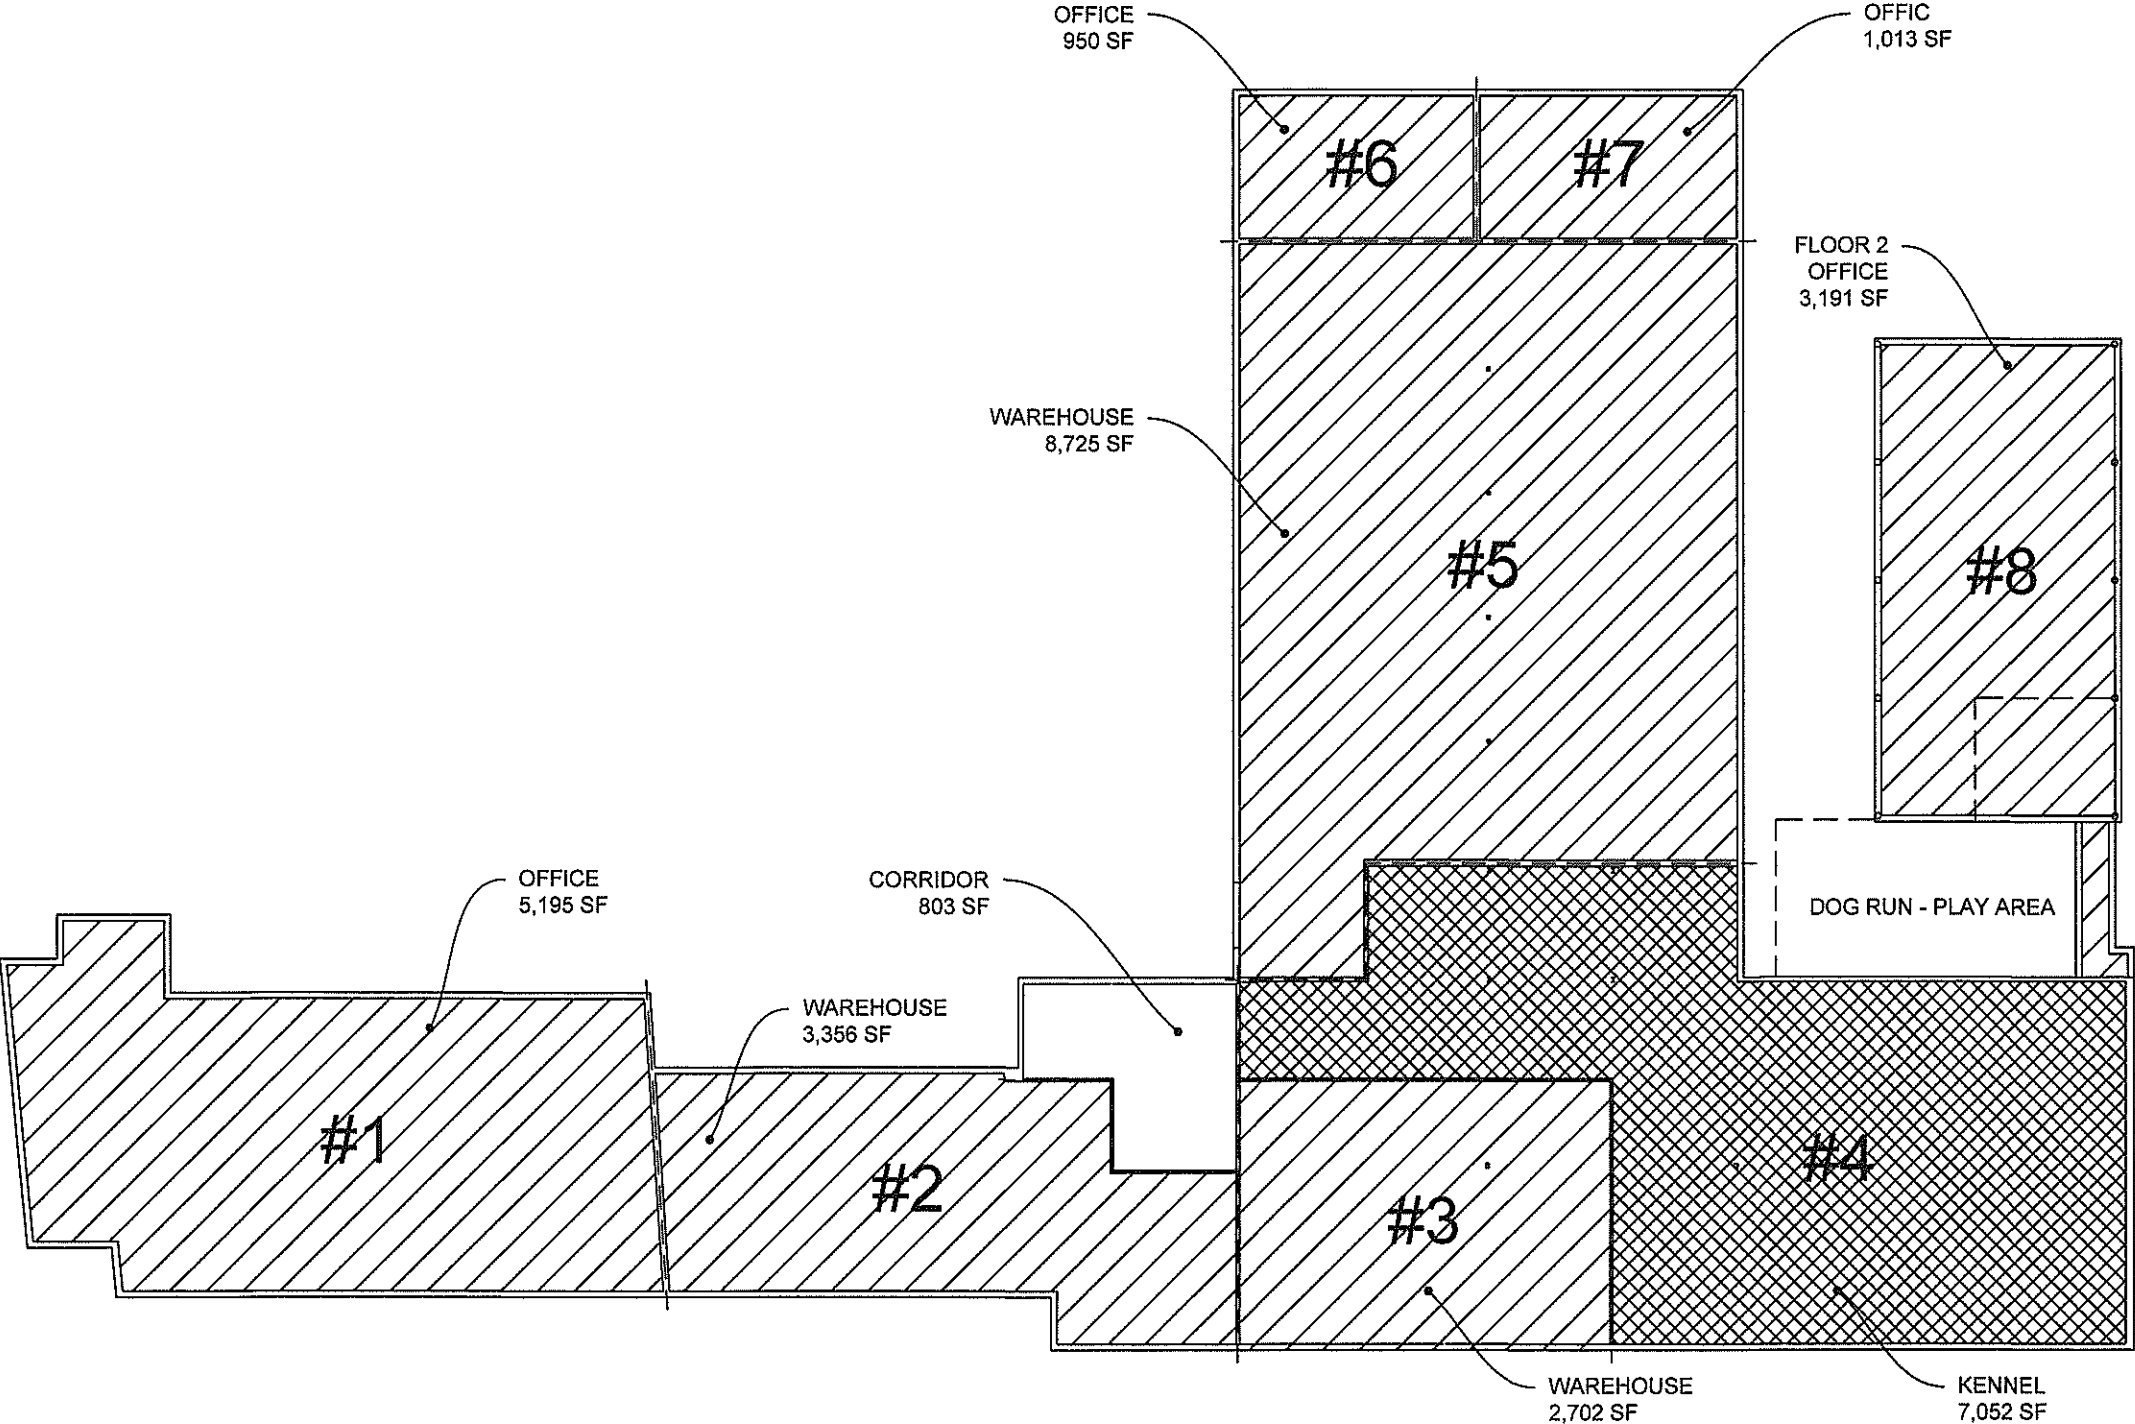 OFFICE
950 SF
OFFIC
1,013 SF
#6
#7
FLOOR 2
OFFICE
3,191 SF
WAREHOUSE
8,725 SF
#5
#8
OFFICE
5,195 SF
CORRIDOR
803 SF
DOG RUN - PLAY AREA
WAREHOUSE
3,356 SF
#1
#2
#3
#4
WAREHOUSE
2,702 SF
KENNEL
7,052 SF